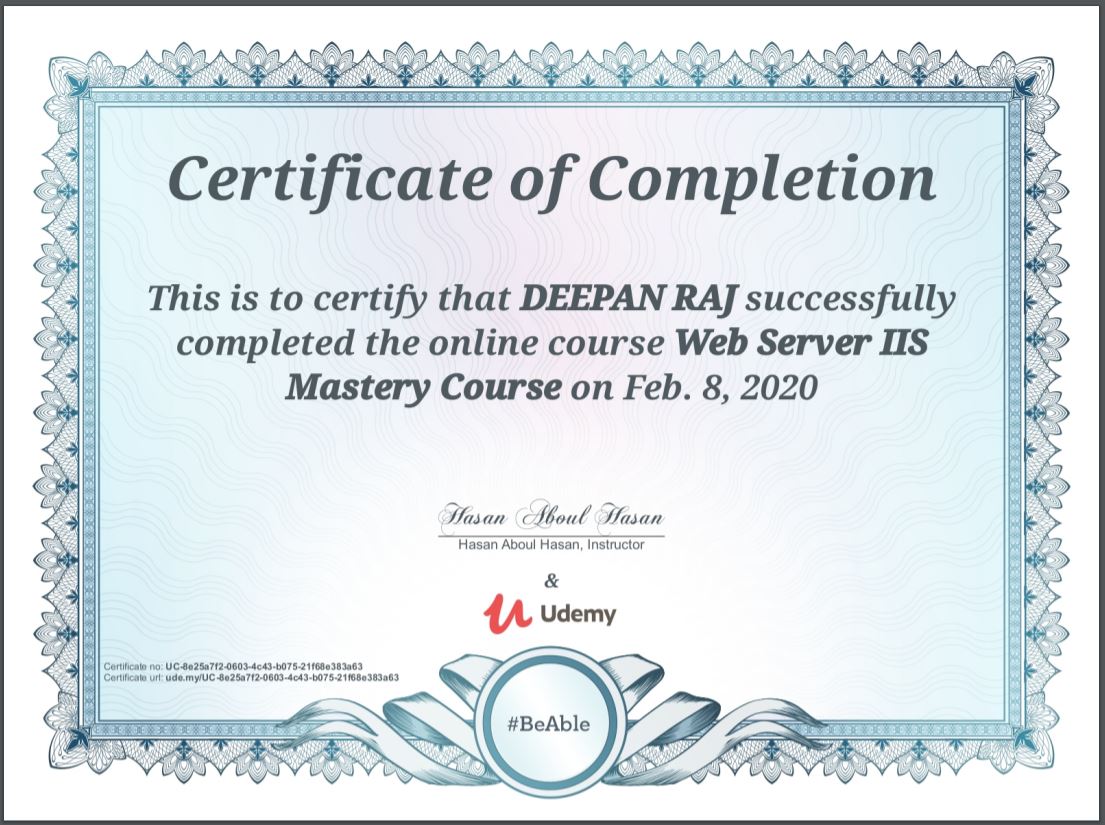 Certificate of Completion
This is to certify that DEEPAN RAJ successfully
completed the online course Web Server IIS
Mastery Course on Feb. 8, 2020
Hasan Aboul Hasan
Hasan Aboul Hasan, Instructor
&
Udemy
Certificate no: UC-8e25a7f2-0603-4c43-b075-21f68e383a63
Certificate url: ude.my/UC-8e25a7f2-0603-4c43-b075-21f68e383a63
#BeAble